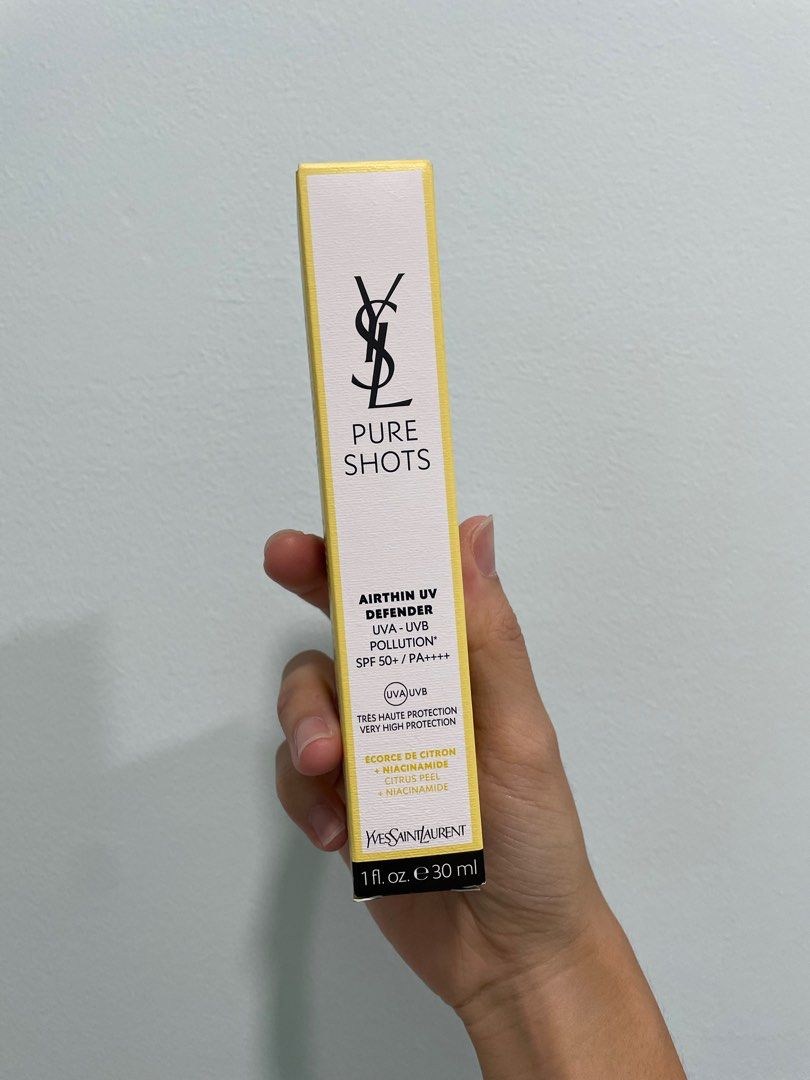 YSL
PURE
SHOTS
AIRTHIN UV
DEFENDER
UVA - UVB
POLLUTION*
SPF 50+ / PA++++
UVA UVB
TRÈS HAUTE PROTECTION
VERY HIGH PROTECTION
ÉCORCE DE CITRON
+ NIACINAMIDE
CITRUS PEEL
+ NIACINAMIDE
YVESSAINTLAURENT
1 fl. oz. ℮ 30 ml